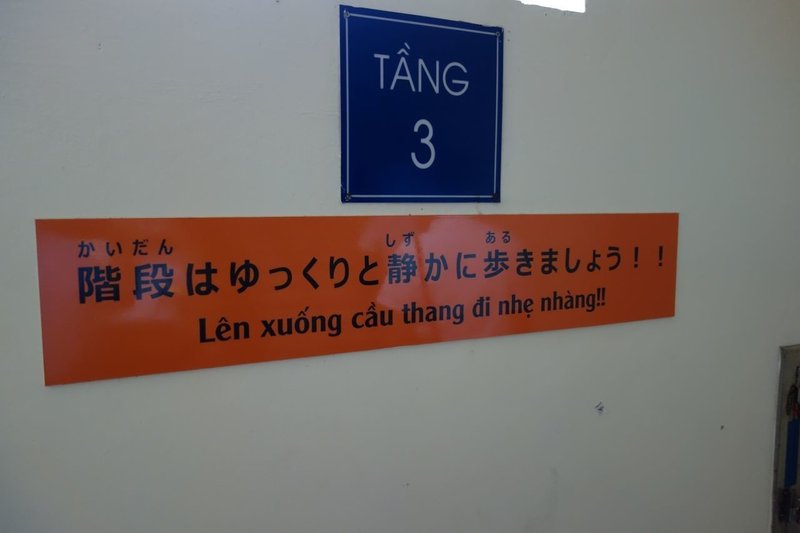 TẦNG
3
かいだん しず ある
階段はゆっくりと静かに歩きましょう！！
Lên xuống cầu thang đi nhẹ nhàng!!